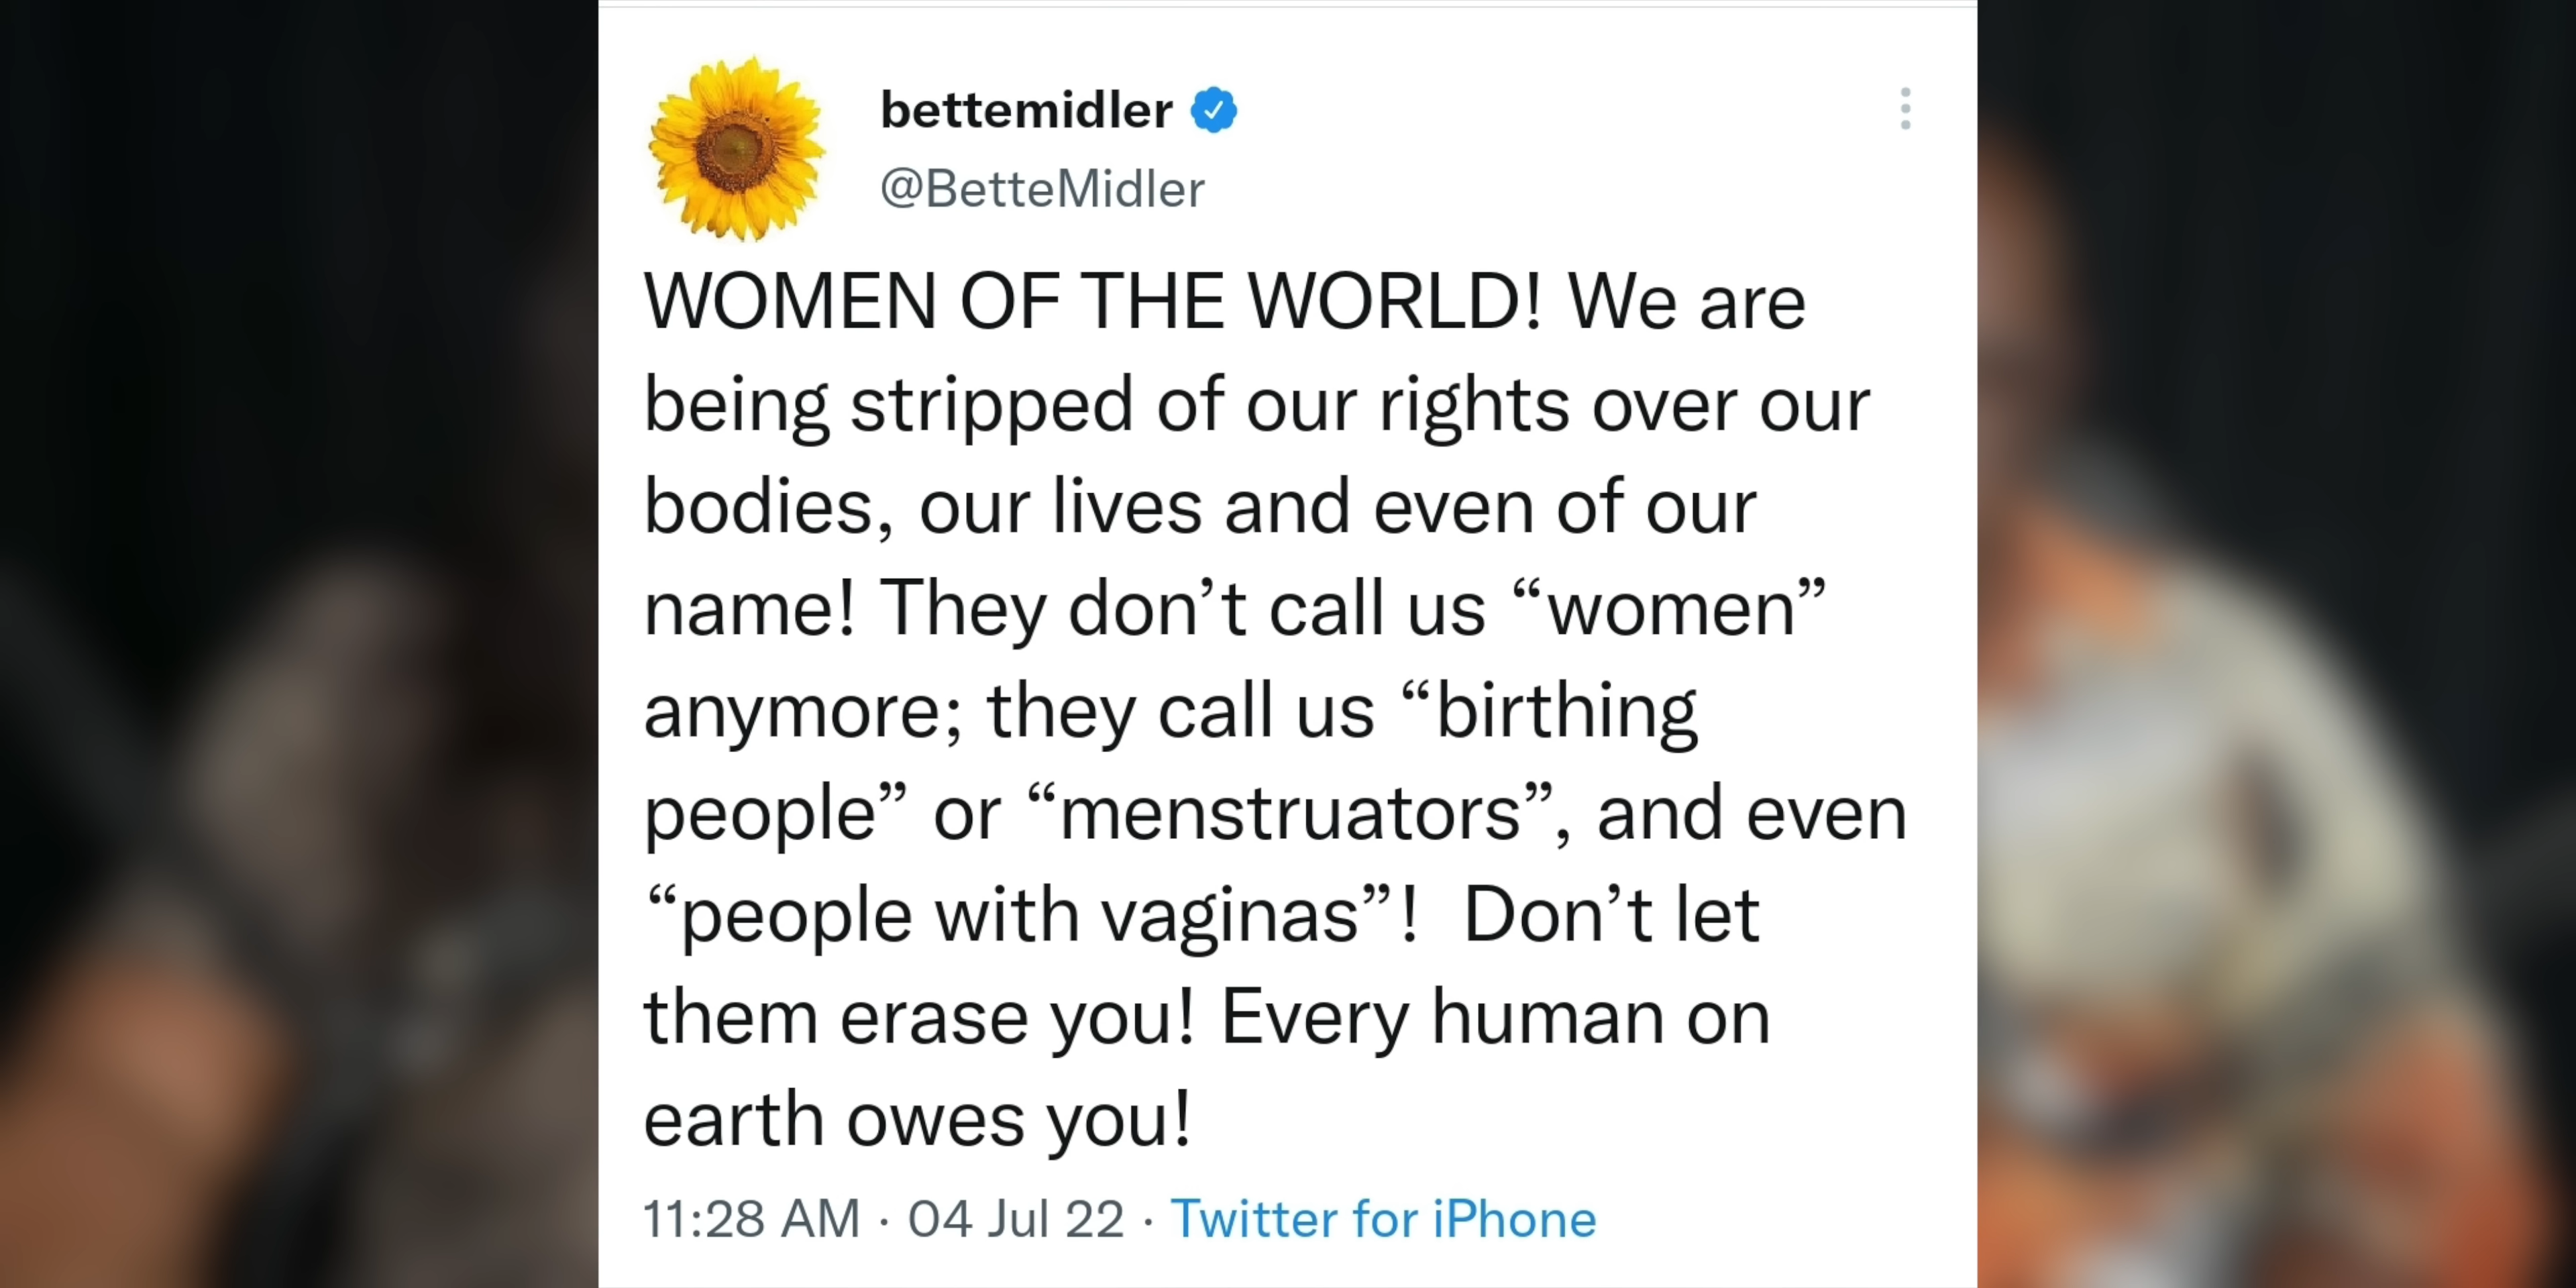 bettemidler
@BetteMidler
WOMEN OF THE WORLD! We are
being stripped of our rights over our
bodies, our lives and even of our
name! They don’t call us “women”
anymore; they call us “birthing
people” or “menstruators”, and even
“people with vaginas”!  Don’t let
them erase you! Every human on
earth owes you!
11:28 AM · 04 Jul 22 · Twitter for iPhone